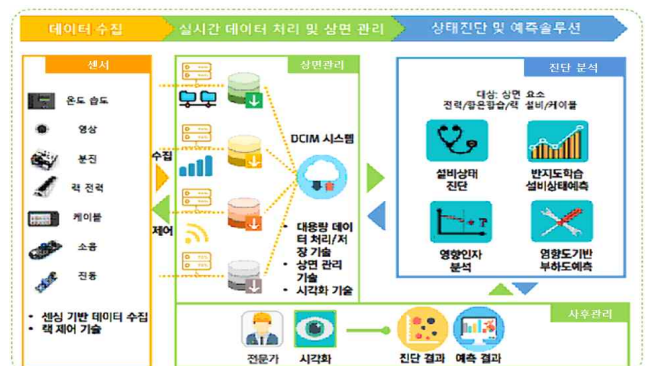 데이터 수집
실시간 데이터 처리 및 상면 관리
상태진단 및 예측솔루션
센서
온도 습도
영상
분진
랙 전력
케이블
소음
진동
• 센싱 기반 데이터 수집
• 랙 제어 기술
수집
제어
상면관리
DCIM 시스템
• 대용량 데이
터 처리/저
장 기술
• 상면 관리
기술
• 시각화 기술
진단 분석
대상: 상면 요소
전력/항온항습/랙 설비/케이블
설비상태
진단
반지도학습
설비상태예측
영향인자
분석
영향도기반
부하도예측
사후관리
전문가
시각화
진단 결과
예측 결과